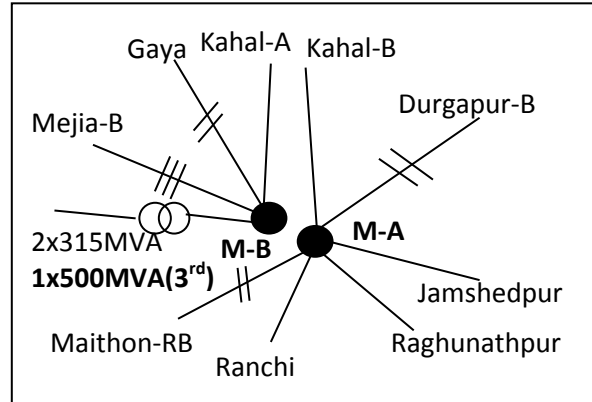 Gaya
Kahal-A
Kahal-B
Durgapur-B
Mejia-B
2x315MVA
1x500MVA(3rd)
M-B
M-A
Jamshedpur
Maithon-RB
Raghunathpur
Ranchi